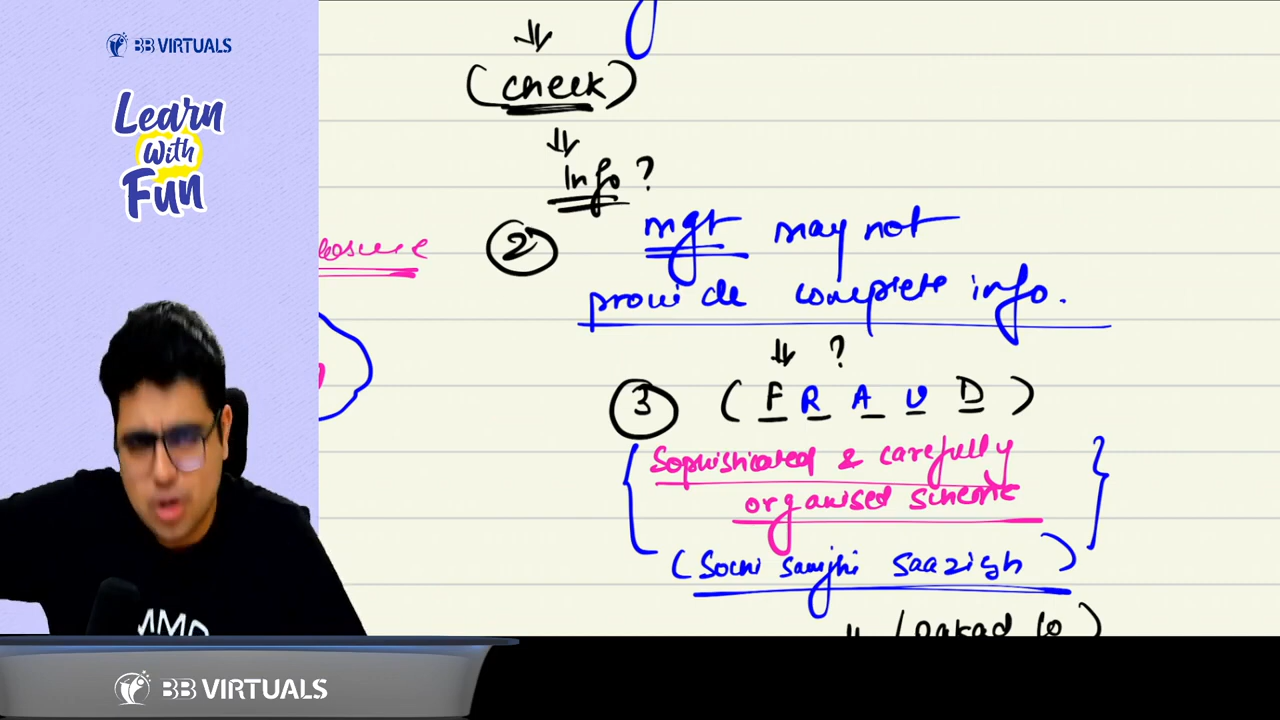 BB VIRTUALS
Learn
With
Fun
(check)
Info ?
② mgt may not
provide complete info.
?
③ (FRAUD)
{ Sophisticated & carefully
organised scheme }
(Sochi samjhi saazish)
BB VIRTUALS